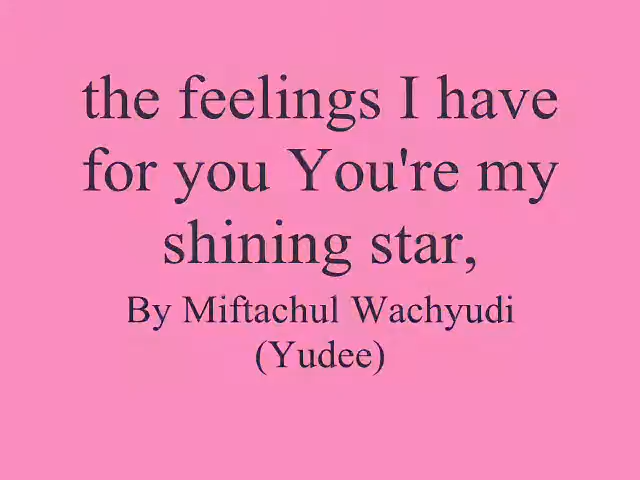 the feelings I have
for you You're my
shining star,
By Miftachul Wachyudi
(Yudee)